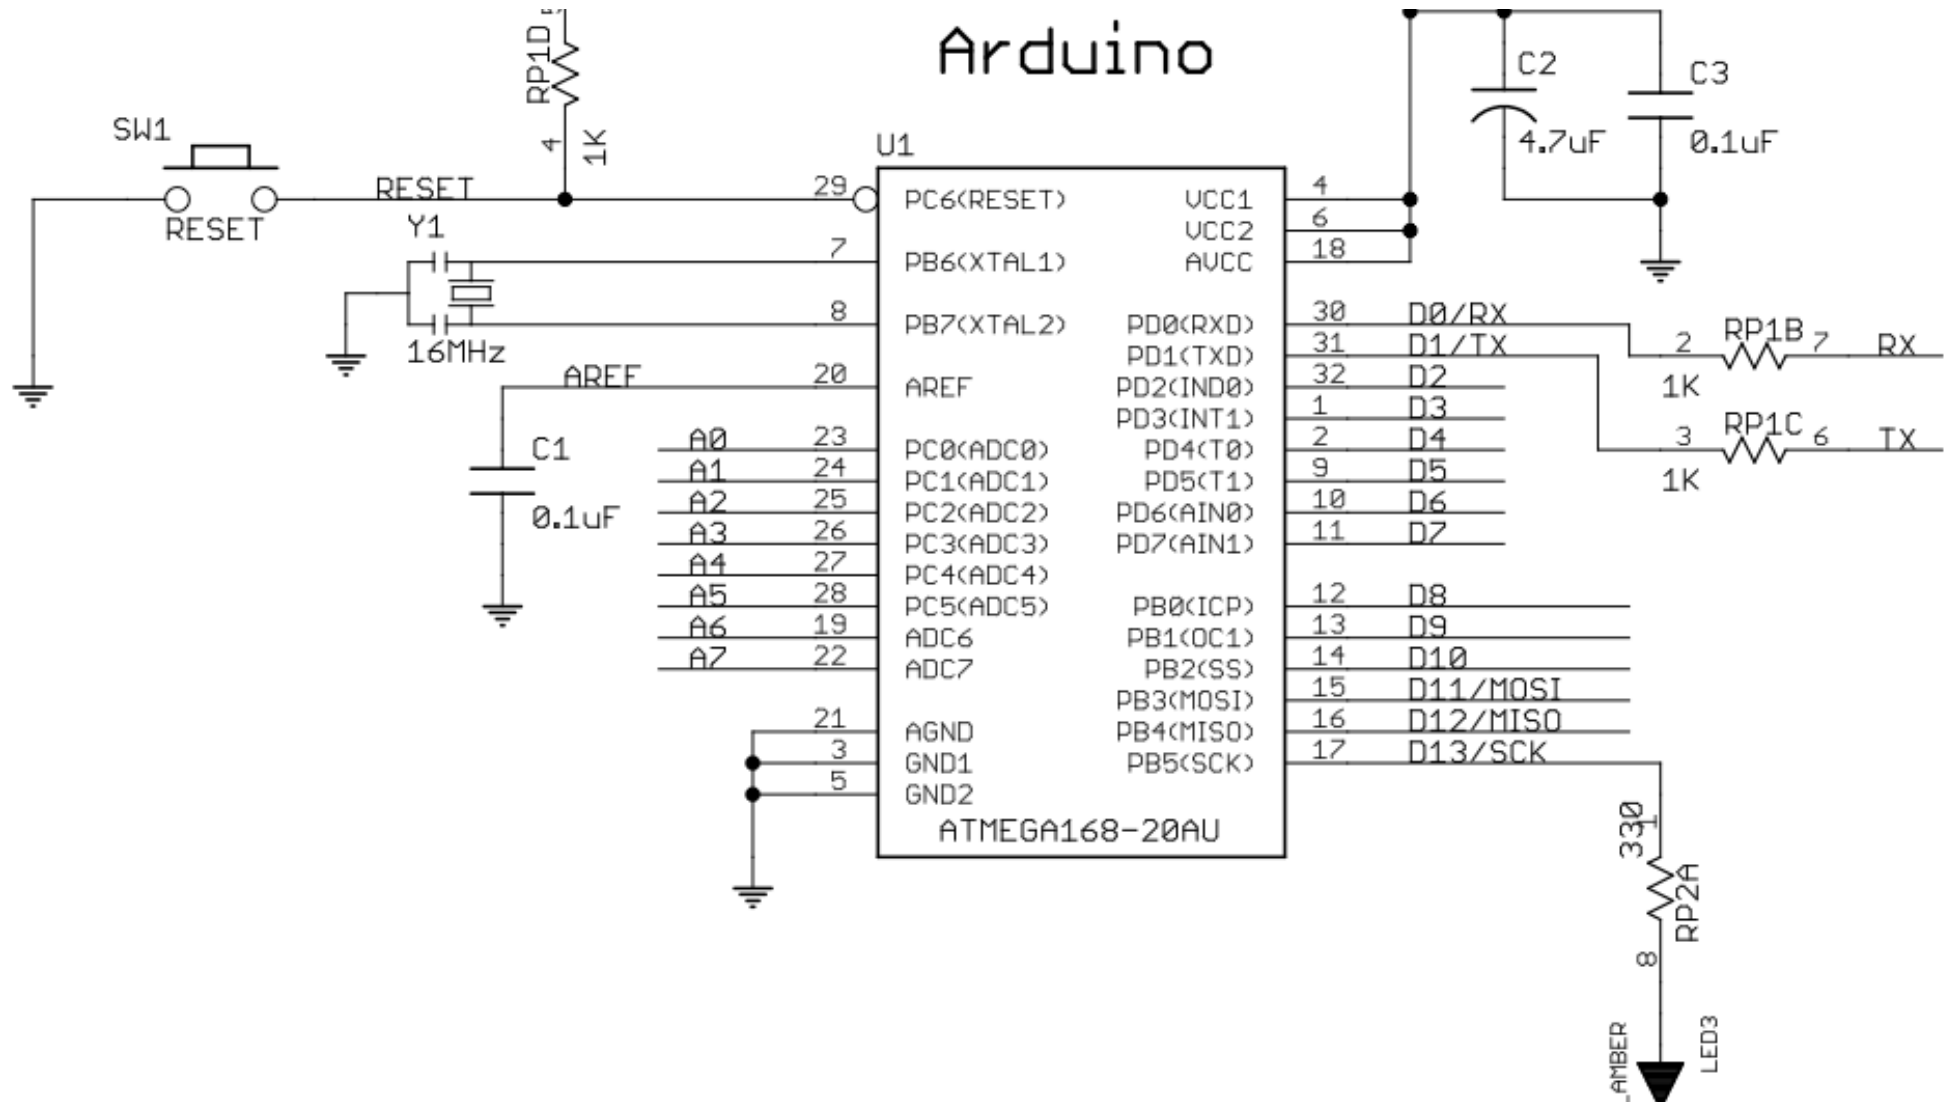 Arduino
RP1D
4
1K
C2
4.7uF
C3
0.1uF
SW1
RESET
RESET
U1
29 PC6(RESET) VCC1 4
VCC2 6
Y1
7 PB6(XTAL1) AVCC 18
8 PB7(XTAL2) PD0(RXD) 30 D0/RX
16MHz
PD1(TXD) 31 D1/TX
2 RP1B 7 RX
1K
AREF 20 AREF PD2(IND0) 32 D2
PD3(INT1) 1 D3
3 RP1C 6 TX
1K
C1
0.1uF
A0 23 PC0(ADC0) PD4(T0) 2 D4
A1 24 PC1(ADC1) PD5(T1) 9 D5
A2 25 PC2(ADC2) PD6(AIN0) 10 D6
A3 26 PC3(ADC3) PD7(AIN1) 11 D7
A4 27 PC4(ADC4)
A5 28 PC5(ADC5) PB0(ICP) 12 D8
A6 19 ADC6 PB1(OC1) 13 D9
A7 22 ADC7 PB2(SS) 14 D10
PB3(MOSI) 15 D11/MOSI
21 AGND PB4(MISO) 16 D12/MISO
3 GND1 PB5(SCK) 17 D13/SCK
5 GND2
ATMEGA168-20AU
330
1
RP2A
8
_AMBER
LED3